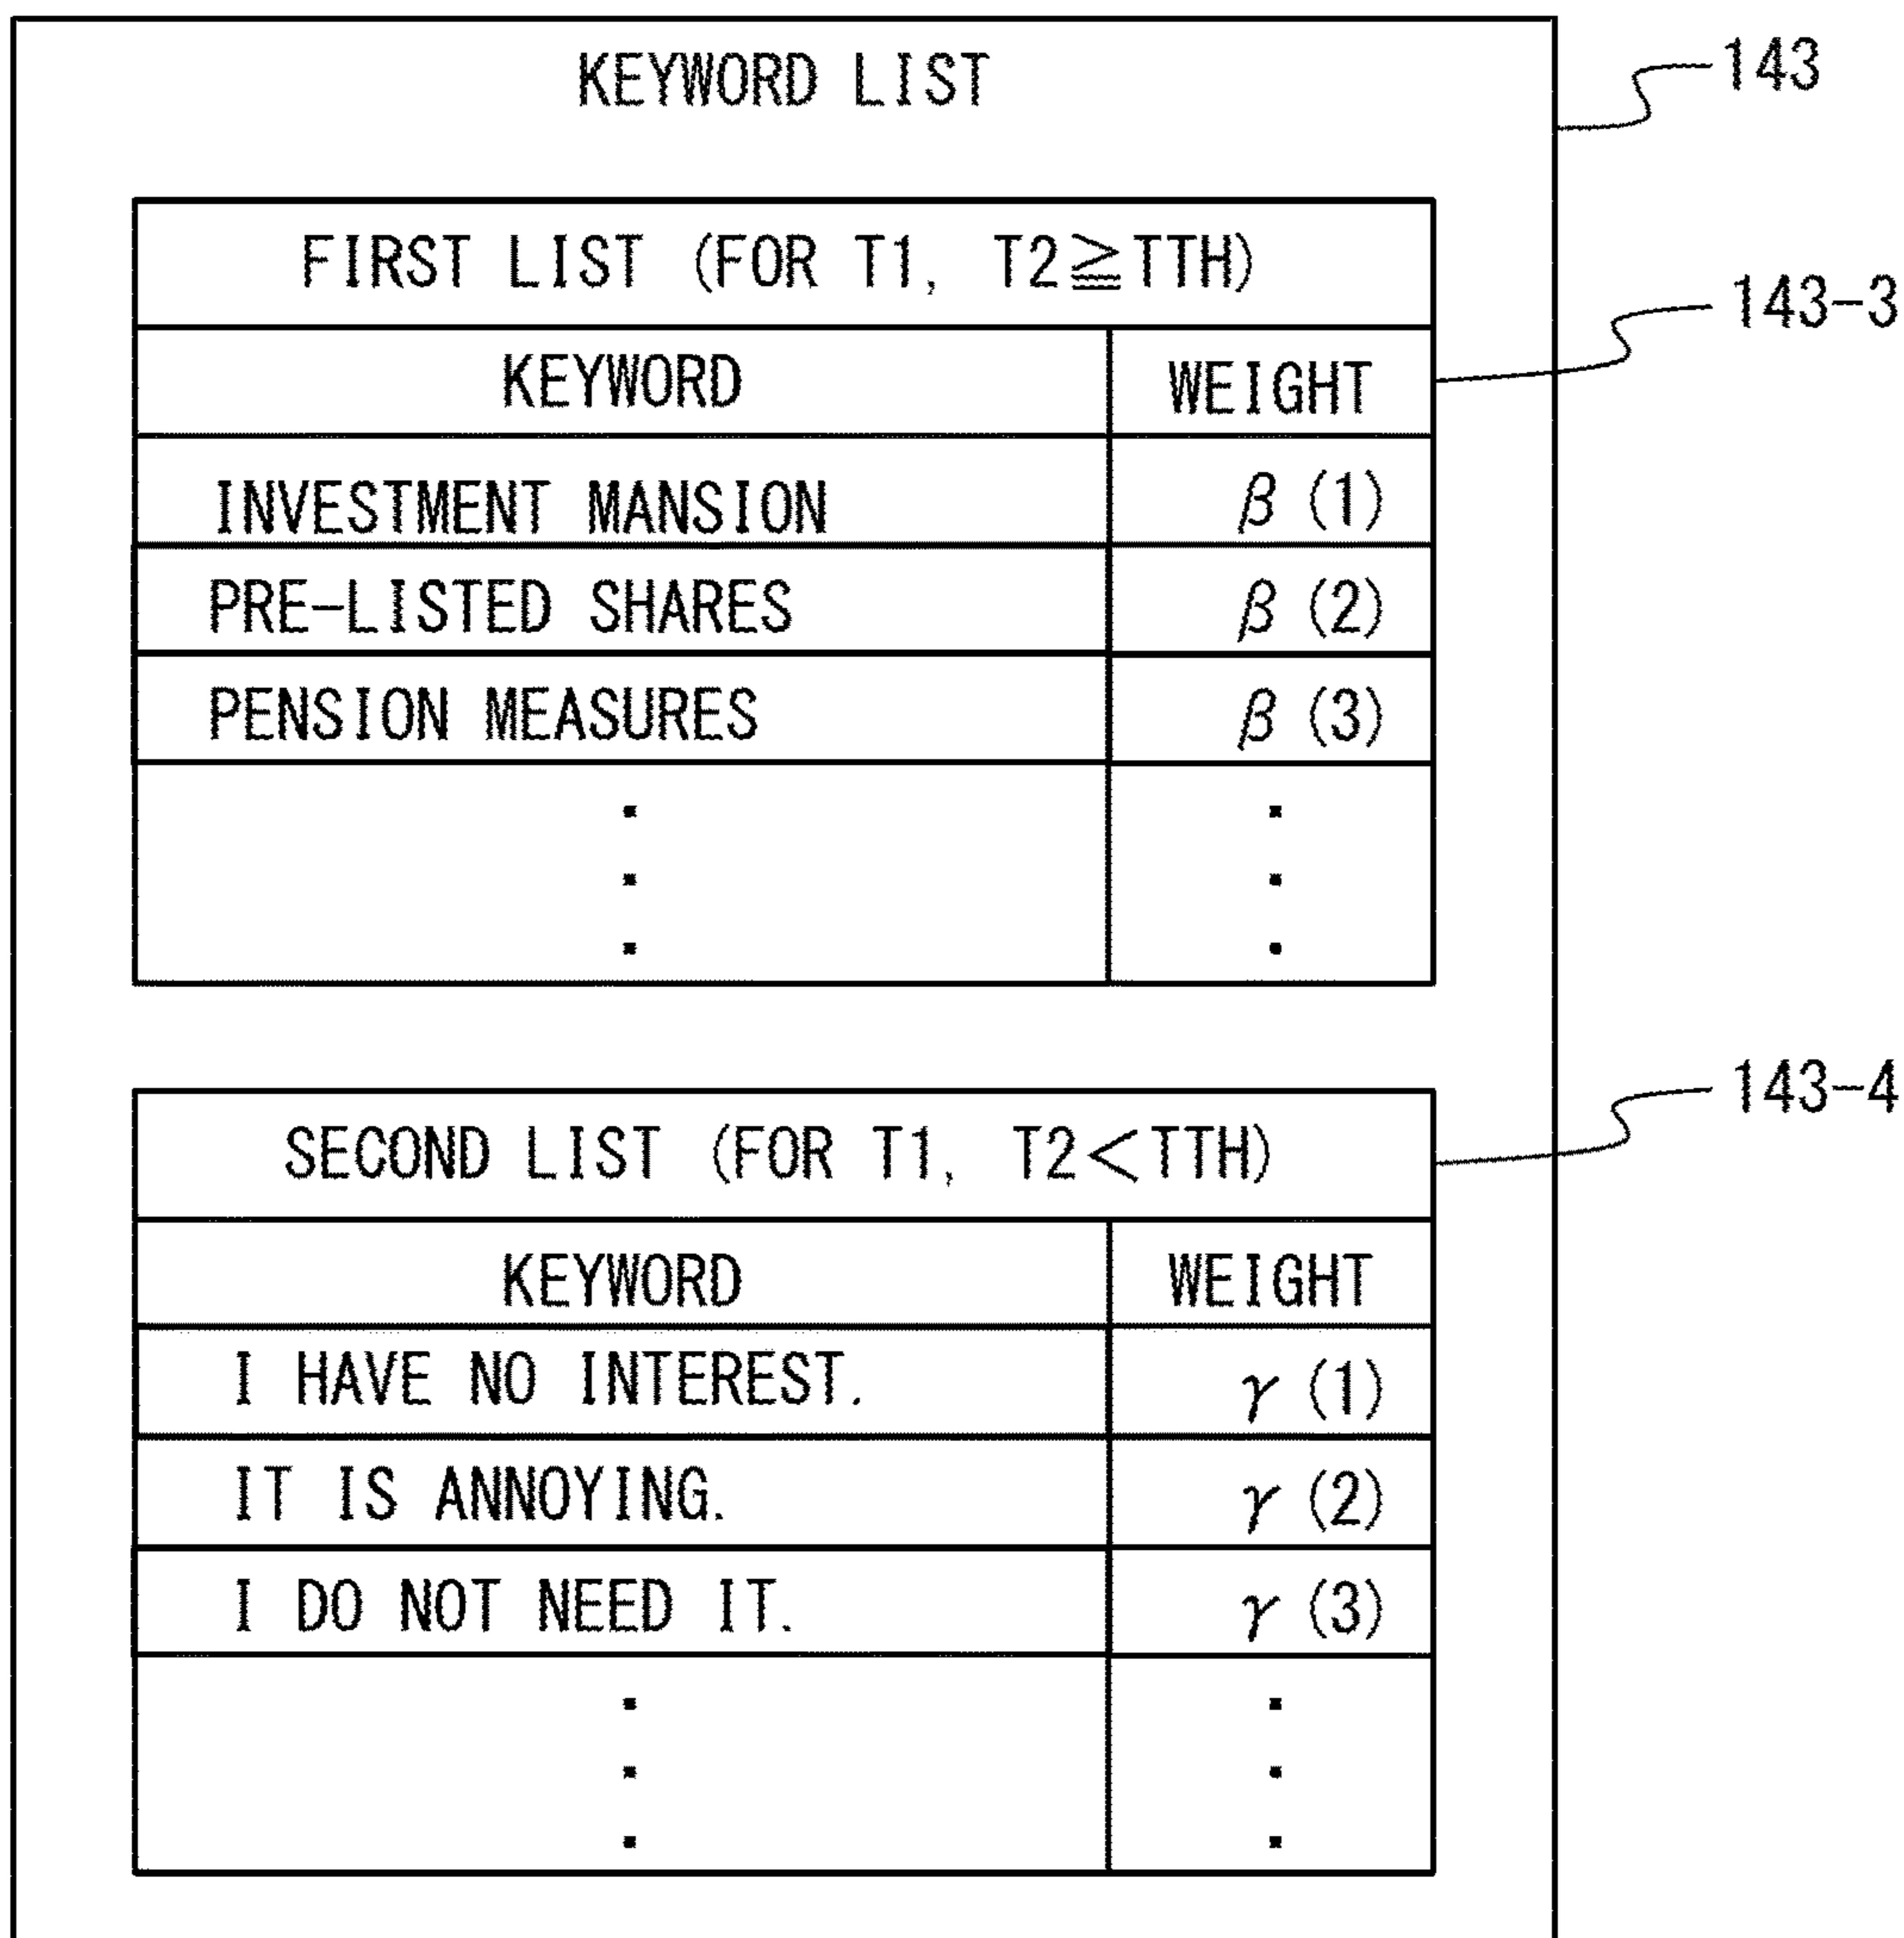 KEYWORD LIST
143
FIRST LIST (FOR T1, T2≧TTH)
143-3
KEYWORD WEIGHT
INVESTMENT MANSION β(1)
PRE-LISTED SHARES β(2)
PENSION MEASURES β(3)
143-4
SECOND LIST (FOR T1, T2<TTH)
KEYWORD WEIGHT
I HAVE NO INTEREST. γ(1)
IT IS ANNOYING. γ(2)
I DO NOT NEED IT. γ(3)